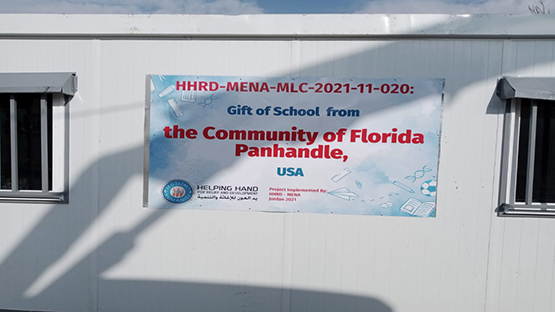 HHRD-MENA-MLC-2021-11-020:
Gift of School from
the Community of Florida
Panhandle,
USA
HELPING HAND
FOR RELIEF AND DEVELOPMENT
يد العون للإغاثة والتنمية
Project Implemented By:
HHRD - MENA
Jordan 2021